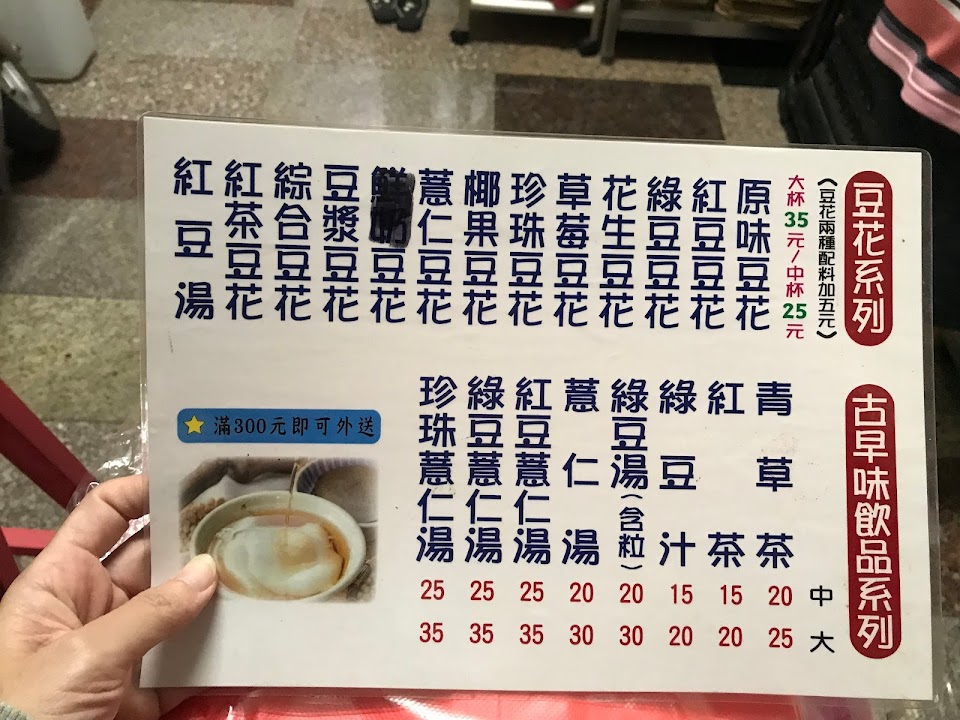 豆花系列
《豆花兩種配料加五元》
大杯35元/中杯25元
原味豆花
紅豆豆花
綠豆豆花
花生豆花
草莓豆花
珍珠豆花
椰果豆花
薏仁豆花
鮮奶豆花
豆漿豆花
綜合豆花
紅茶豆花
紅豆湯
古早味飲品系列
中 大
青草茶 20 25
紅茶 15 20
綠豆汁 15 20
綠豆湯(含粒) 20 30
薏仁湯 20 30
紅豆薏仁湯 25 35
綠豆薏仁湯 25 35
珍珠薏仁湯 25 35
滿300元即可外送